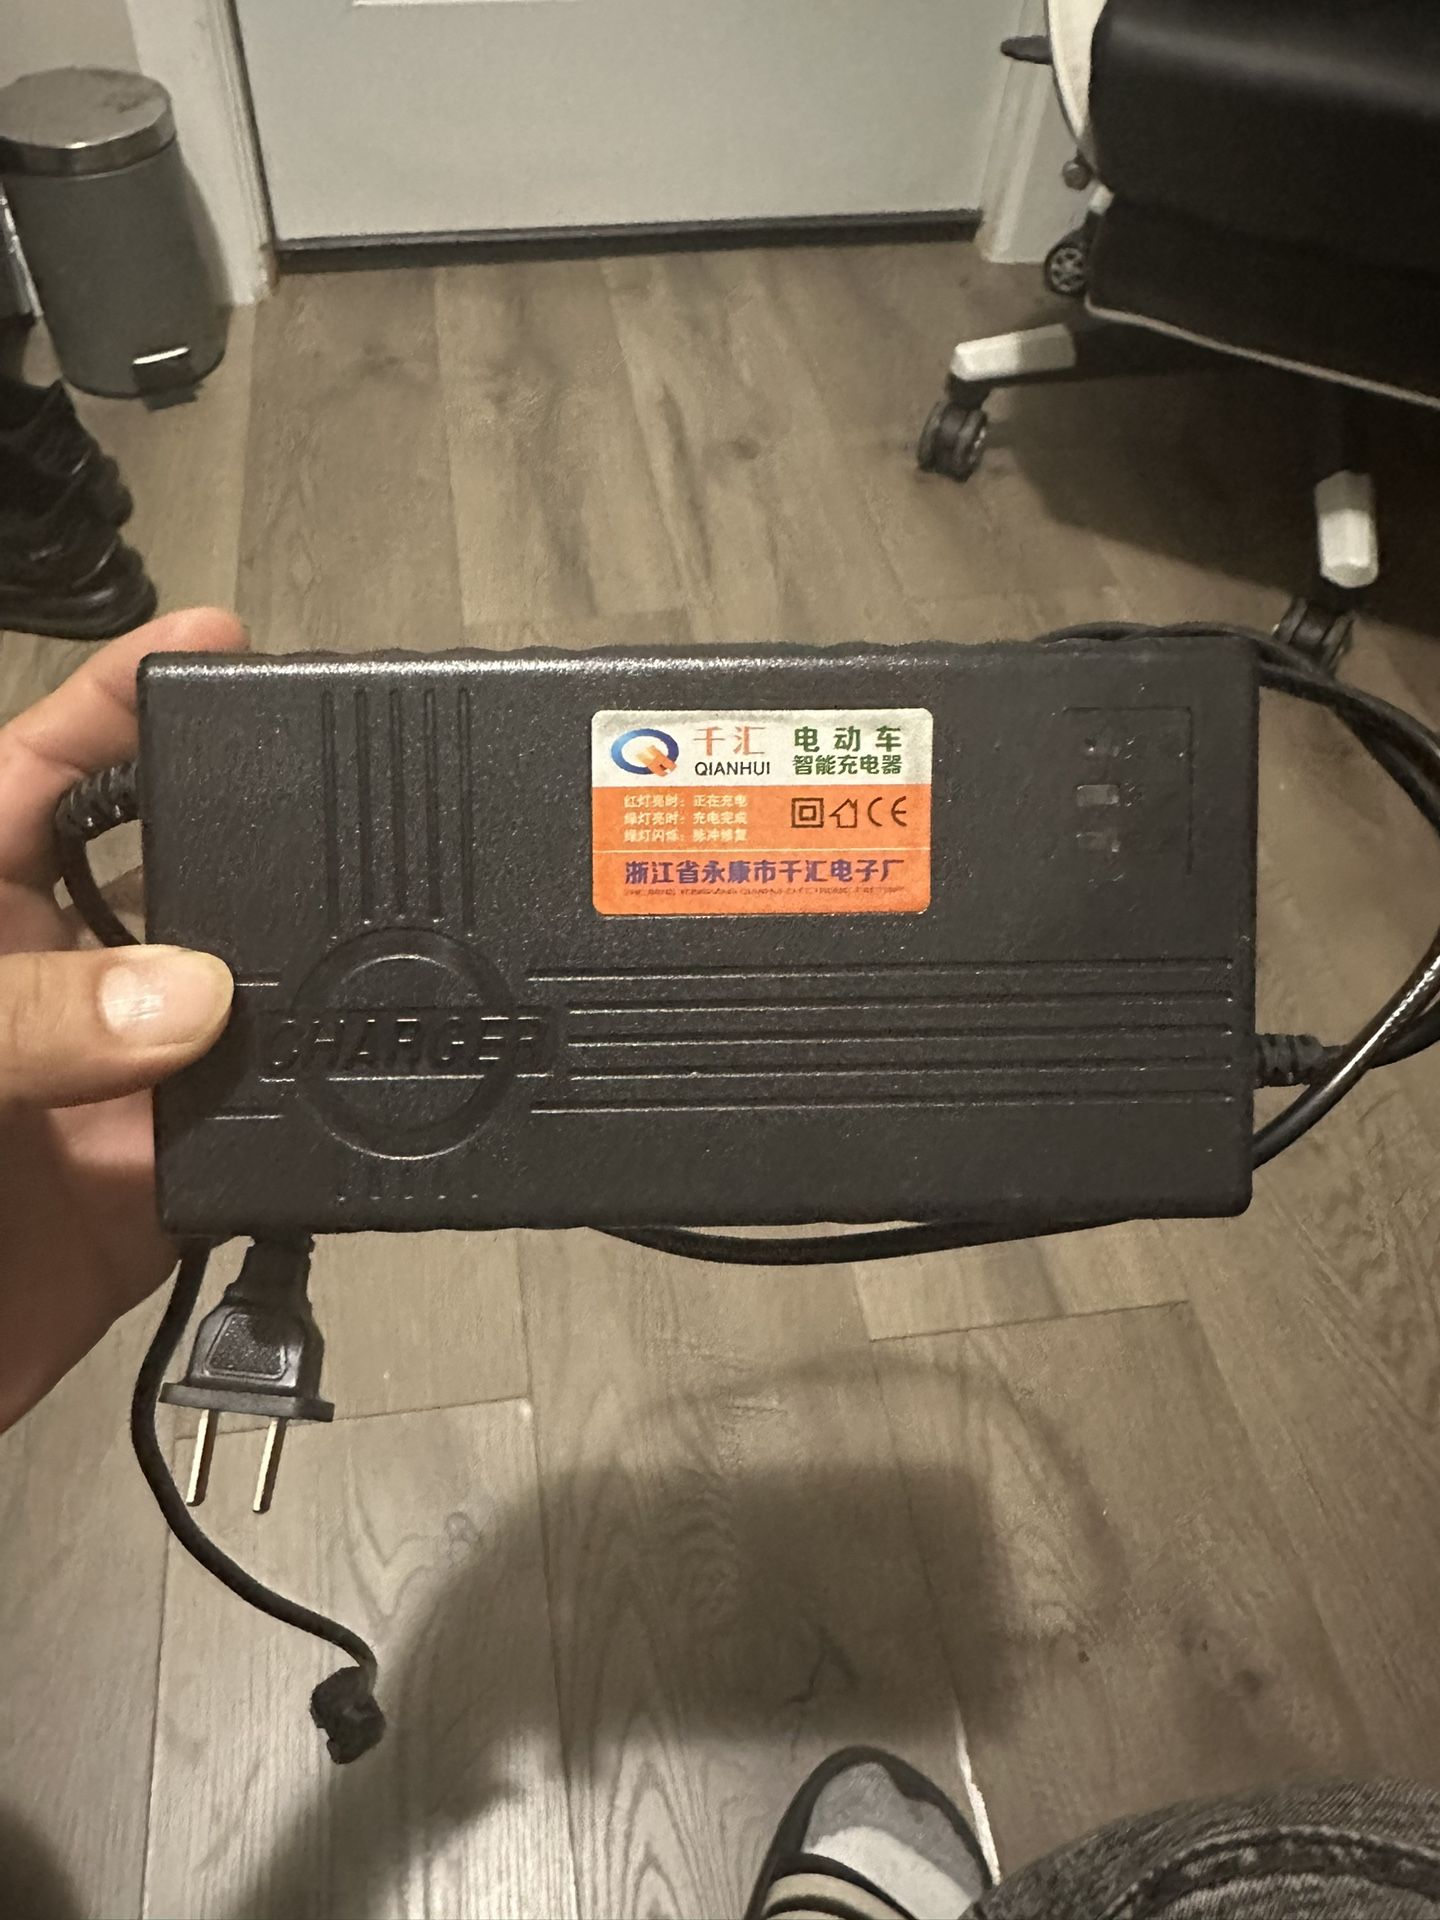 千汇
QIANHUI
电动车
智能充电器
红灯亮时：正在充电
绿灯亮时：充电完成
绿灯闪烁：脉冲修复
CE
浙江省永康市千汇电子厂
CHARGER